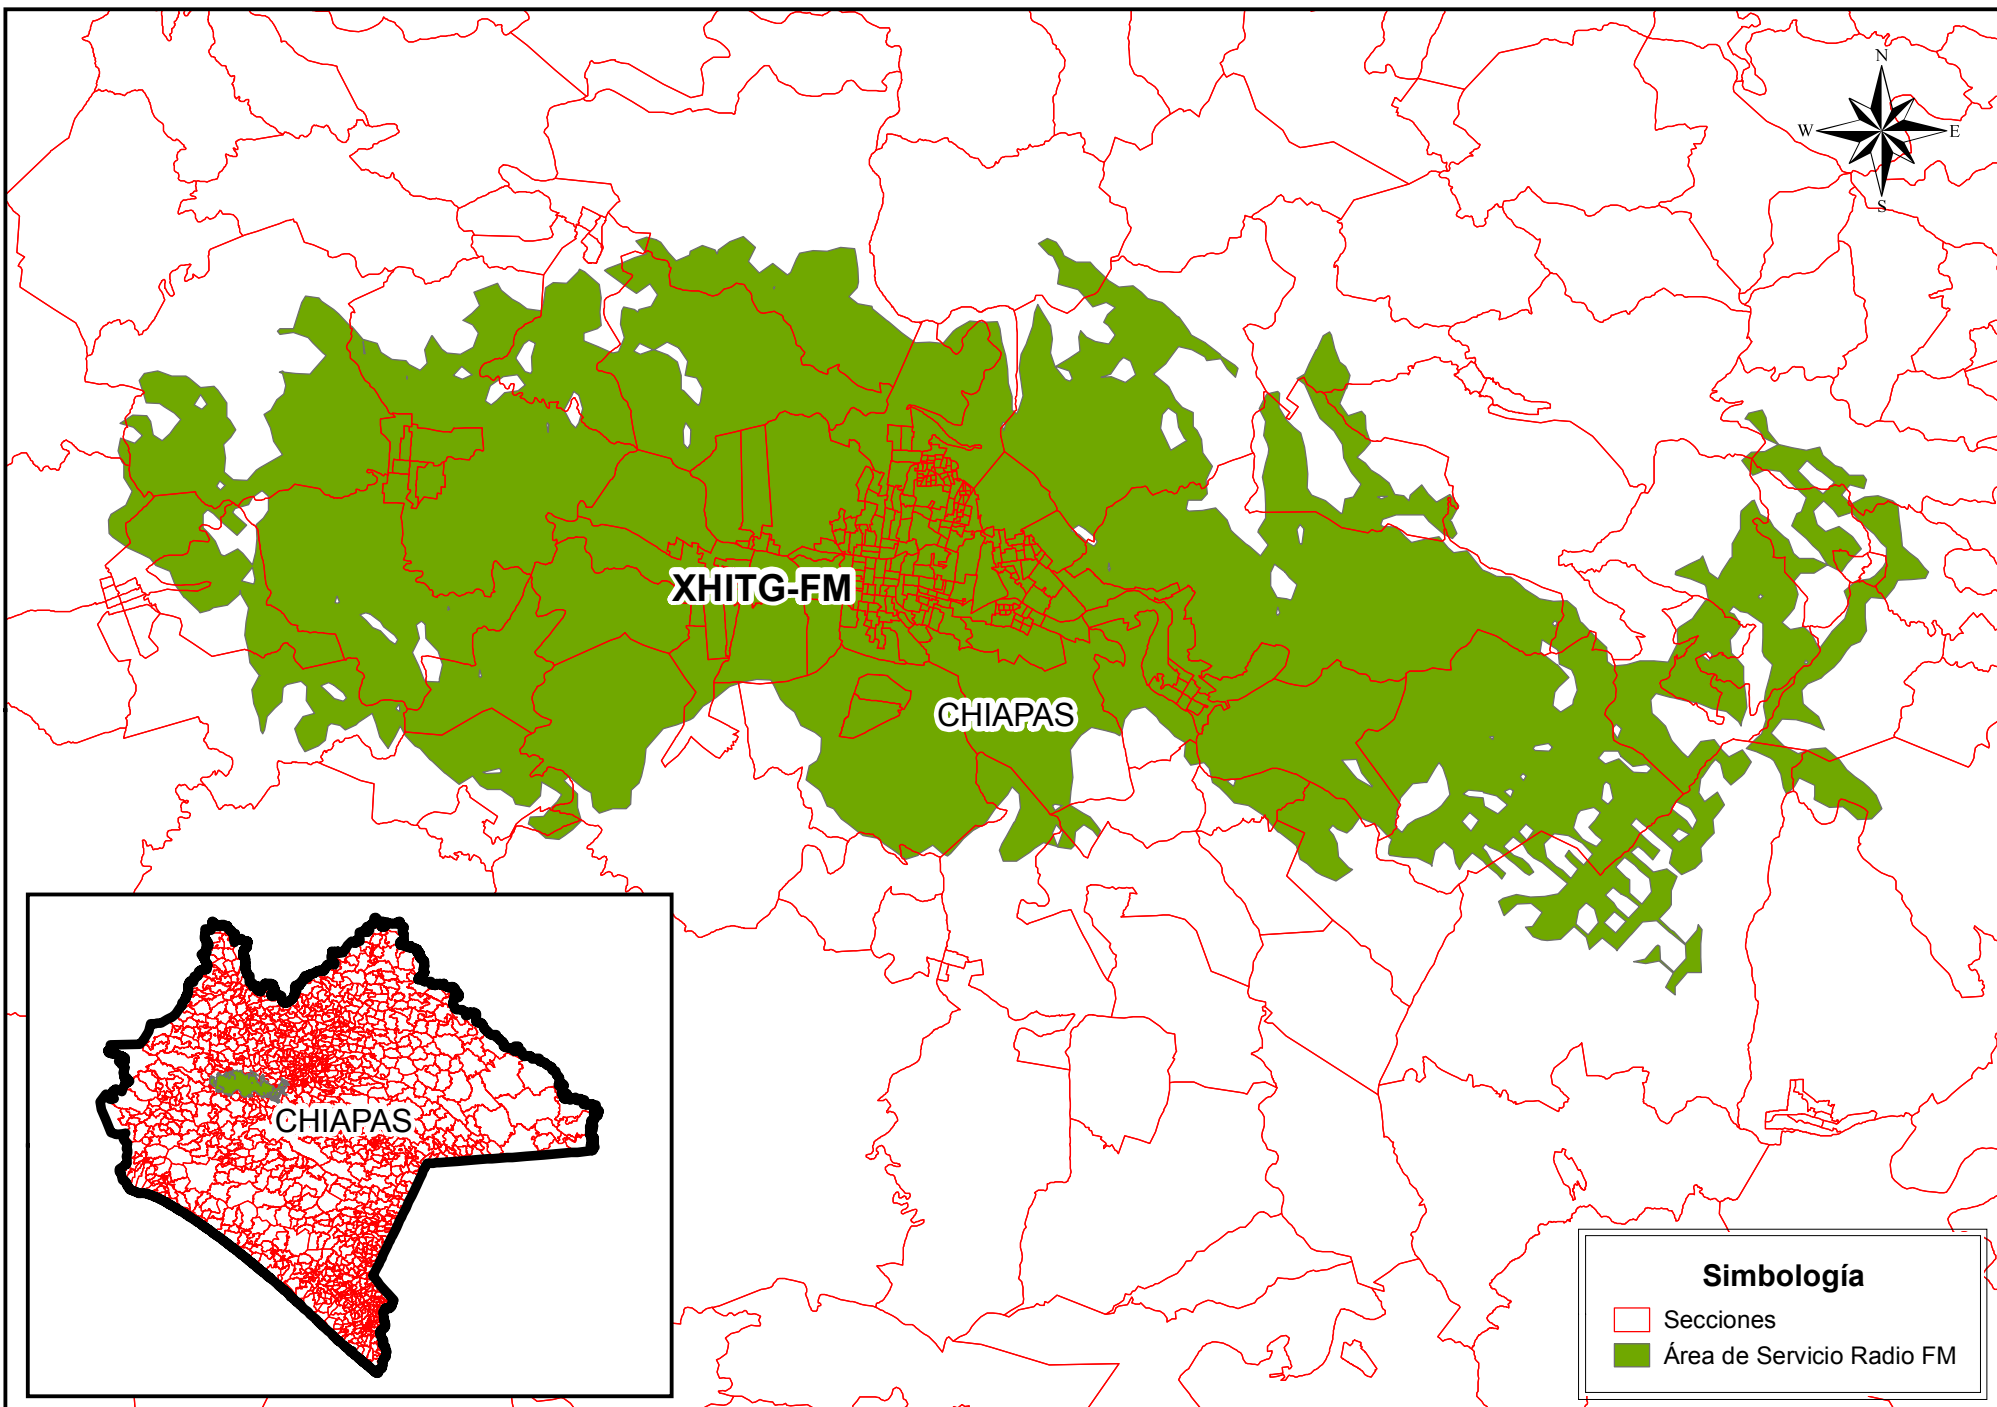 N
W E
S
XHITG-FM
CHIAPAS
CHIAPAS
Simbología
Secciones
Área de Servicio Radio FM